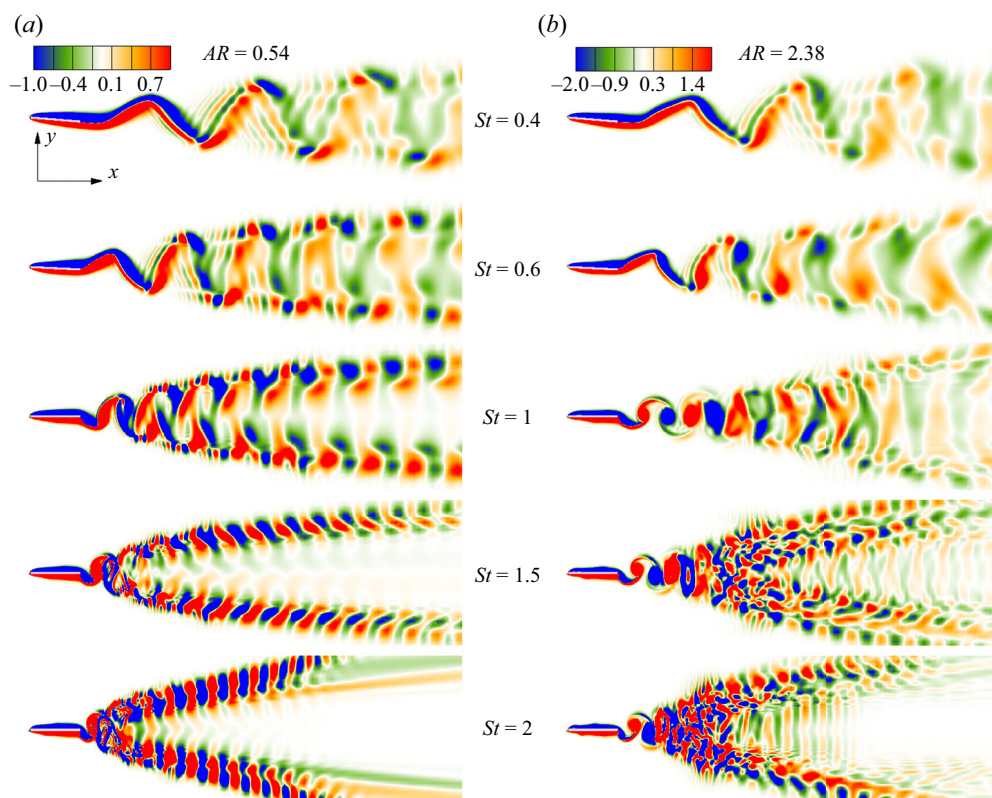 (a) (b)
AR = 0.54 AR = 2.38
−1.0 −0.4 0.1 0.7 −2.0 −0.9 0.3 1.4
St = 0.4
y
x
St = 0.6
St = 1
St = 1.5
St = 2